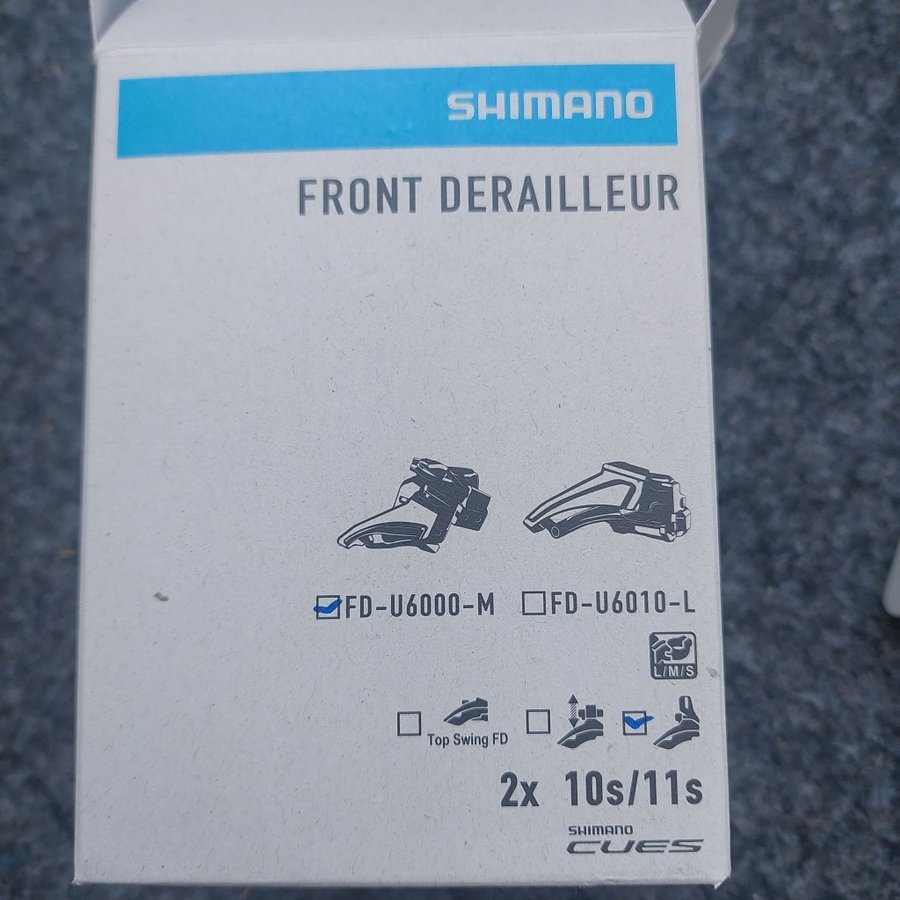 SHIMANO
FRONT DERAILLEUR
FD-U6000-M FD-U6010-L
L/M/S
Top Swing FD
2x 10s/11s
SHIMANO
CUES